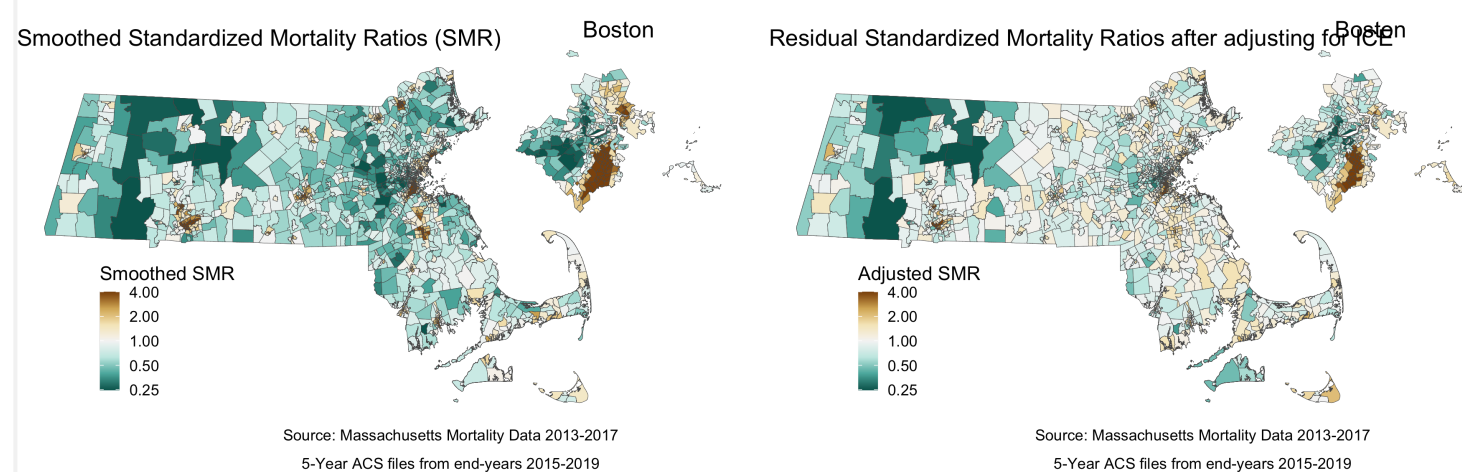 Smoothed Standardized Mortality Ratios (SMR)
Boston
Smoothed SMR
4.00
2.00
1.00
0.50
0.25
Source: Massachusetts Mortality Data 2013-2017
5-Year ACS files from end-years 2015-2019
Residual Standardized Mortality Ratios after adjusting for ICE
Boston
Adjusted SMR
4.00
2.00
1.00
0.50
0.25
Source: Massachusetts Mortality Data 2013-2017
5-Year ACS files from end-years 2015-2019